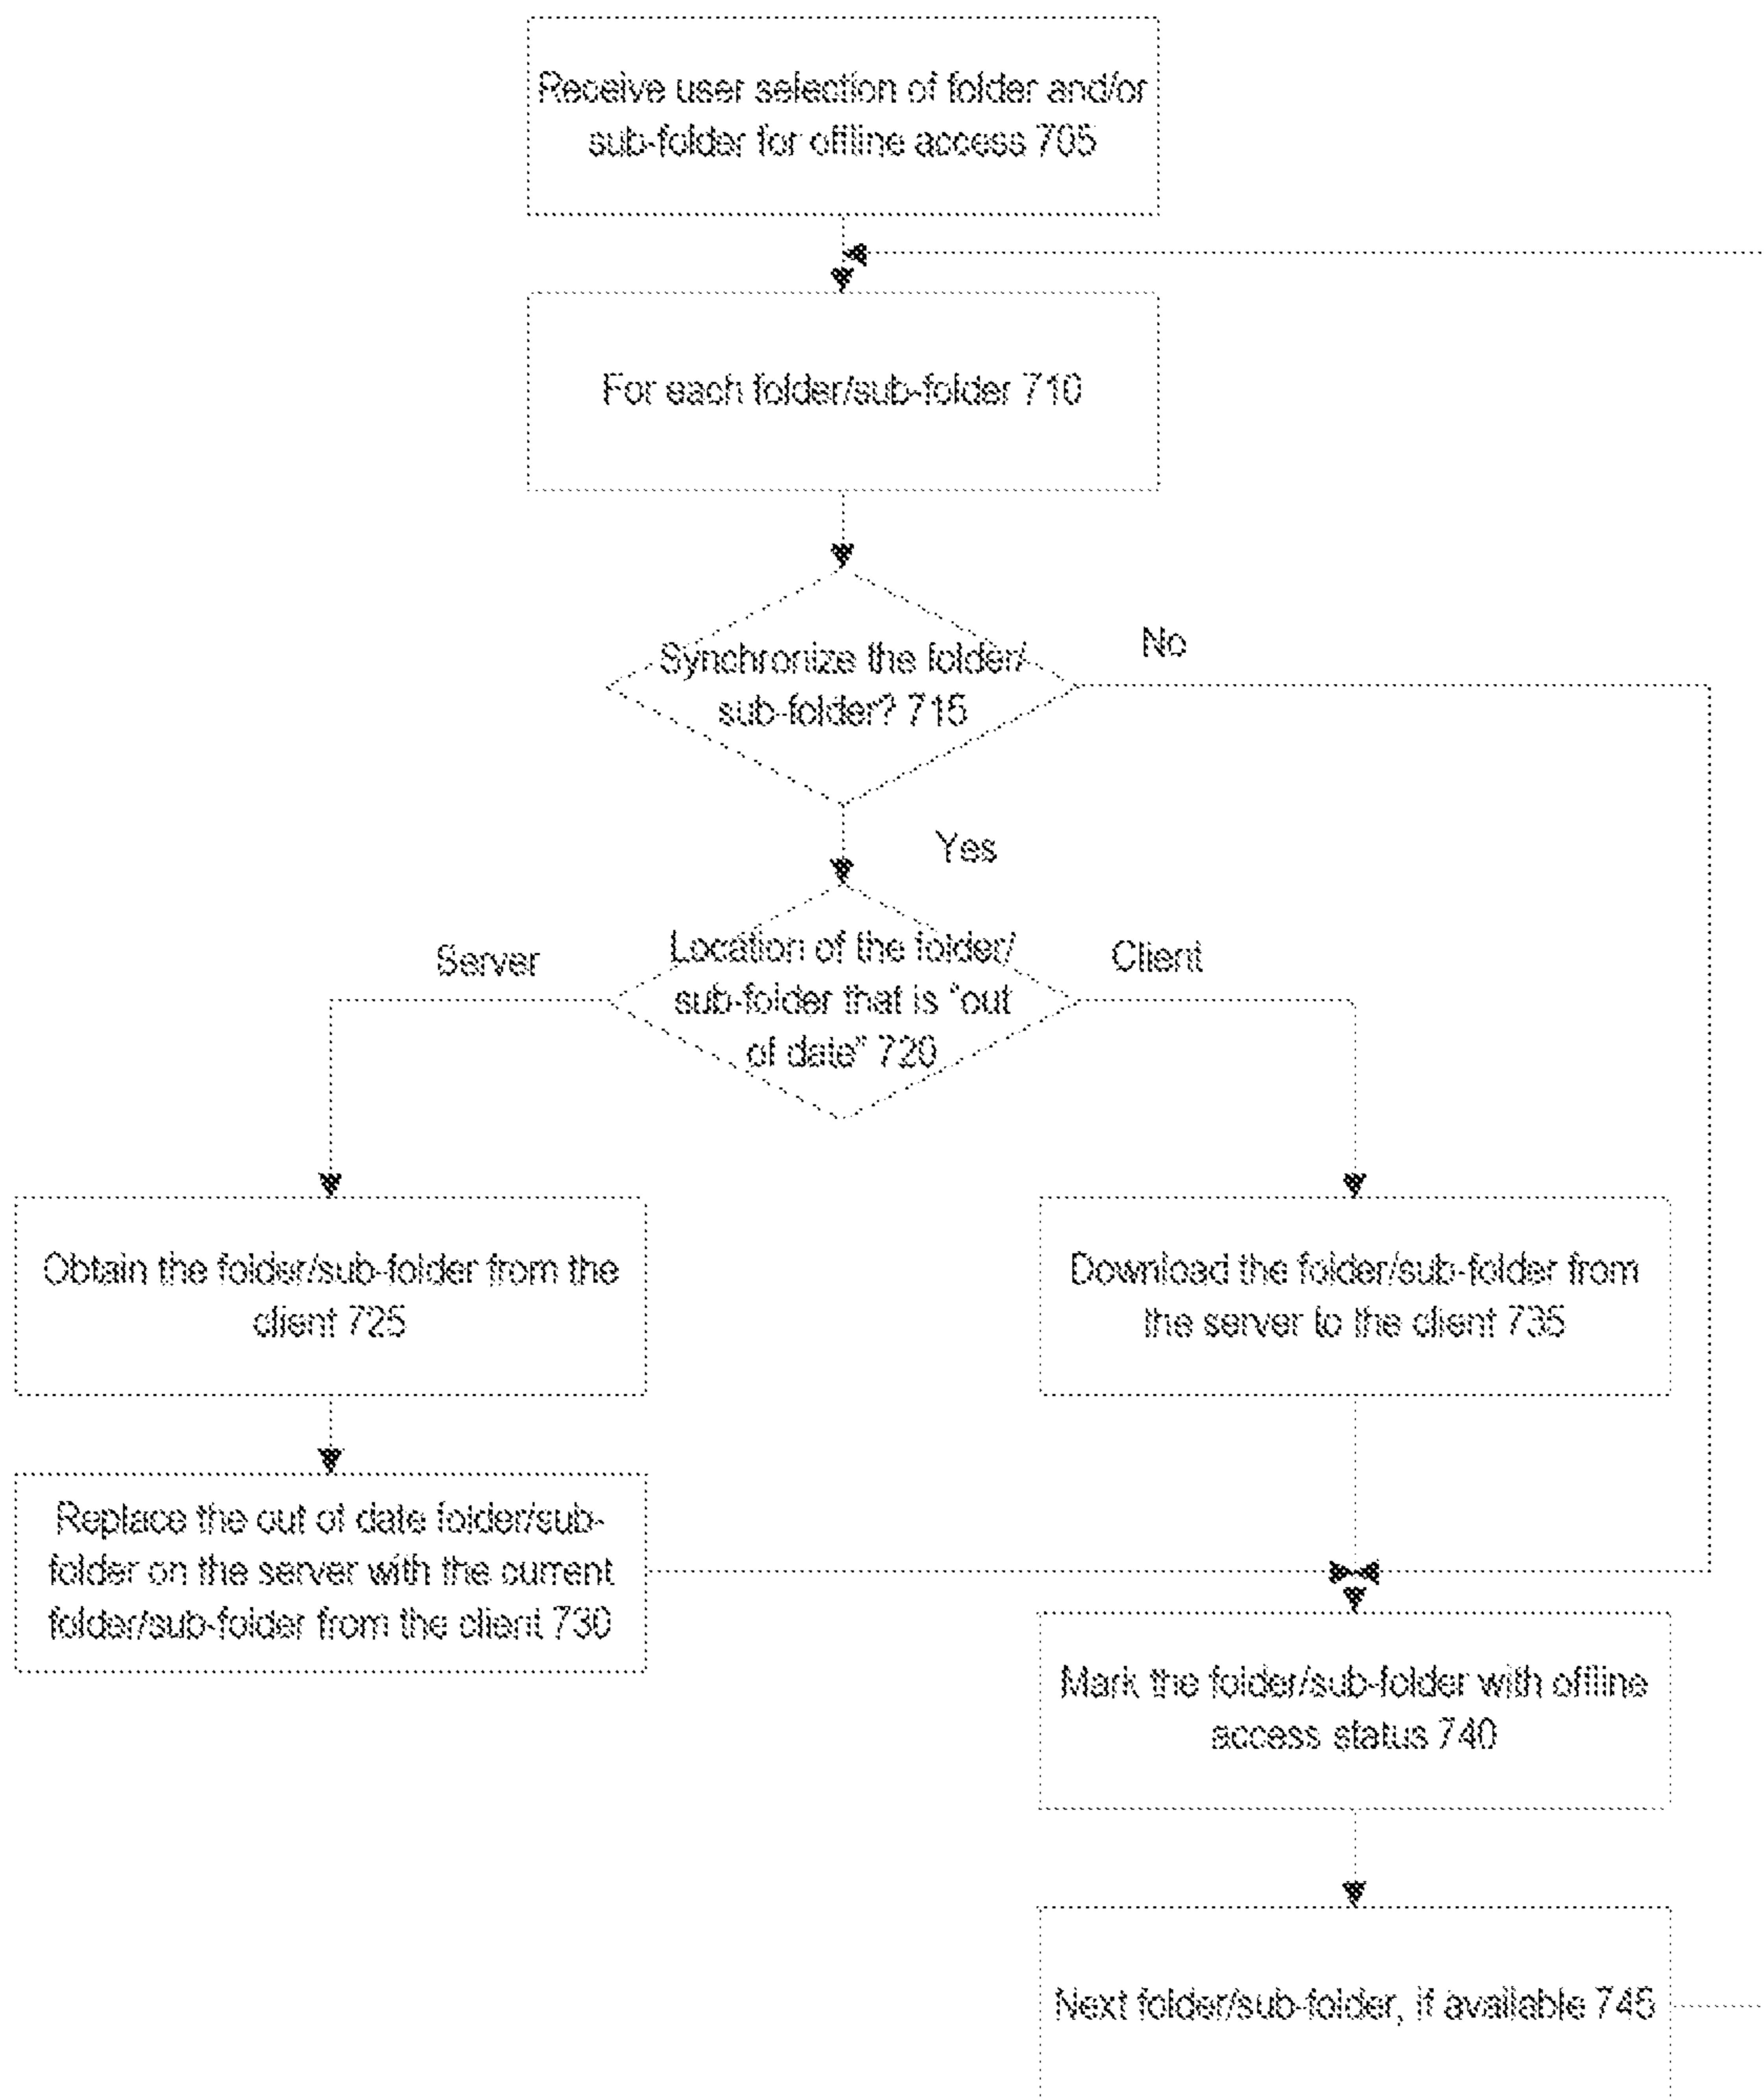 Receive user selection of folder and/or
sub-folder for offline access 705
For each folder/sub-folder 710
Synchronize the folder/
sub-folder? 715
No
Yes
Location of the folder/
sub-folder that is "out
of date" 720
Server
Client
Obtain the folder/sub-folder from the
client 725
Download the folder/sub-folder from
the server to the client 735
Replace the out of date folder/sub-
folder on the server with the current
folder/sub-folder from the client 730
Mark the folder/sub-folder with offline
access status 740
Next folder/sub-folder, if available 745